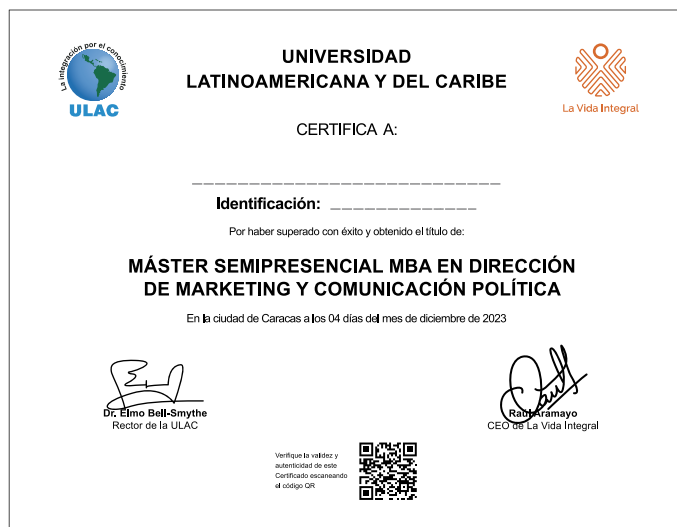 La integración por el conocimiento
ULAC
UNIVERSIDAD
LATINOAMERICANA Y DEL CARIBE
La Vida Integral
CERTIFICA A:
Identificación:
Por haber superado con éxito y obtenido el título de:
MÁSTER SEMIPRESENCIAL MBA EN DIRECCIÓN
DE MARKETING Y COMUNICACIÓN POLÍTICA
En la ciudad de Caracas a los 04 días del mes de diciembre de 2023
Dr. Elmo Bell-Smythe
Rector de la ULAC
Raúl Aramayo
CEO de La Vida Integral
Verifique la validez y
autenticidad de este
Certificado escaneando
el código QR